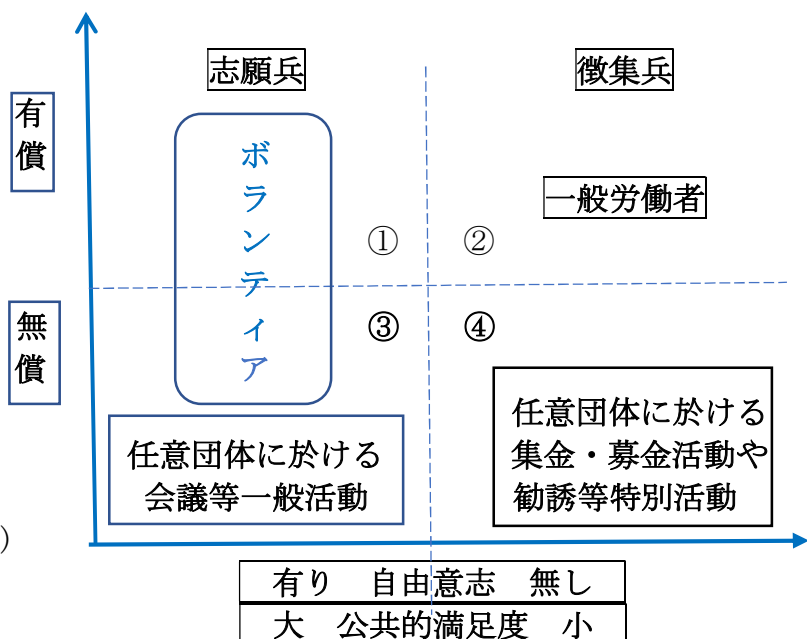 志願兵
徴集兵
有償
ボランティア
一般労働者
①
②
無償
③
④
任意団体に於ける
会議等一般活動
任意団体に於ける
集金・募金活動や
勧誘等特別活動
)
有り 自由意志 無し
大 公共的満足度 小